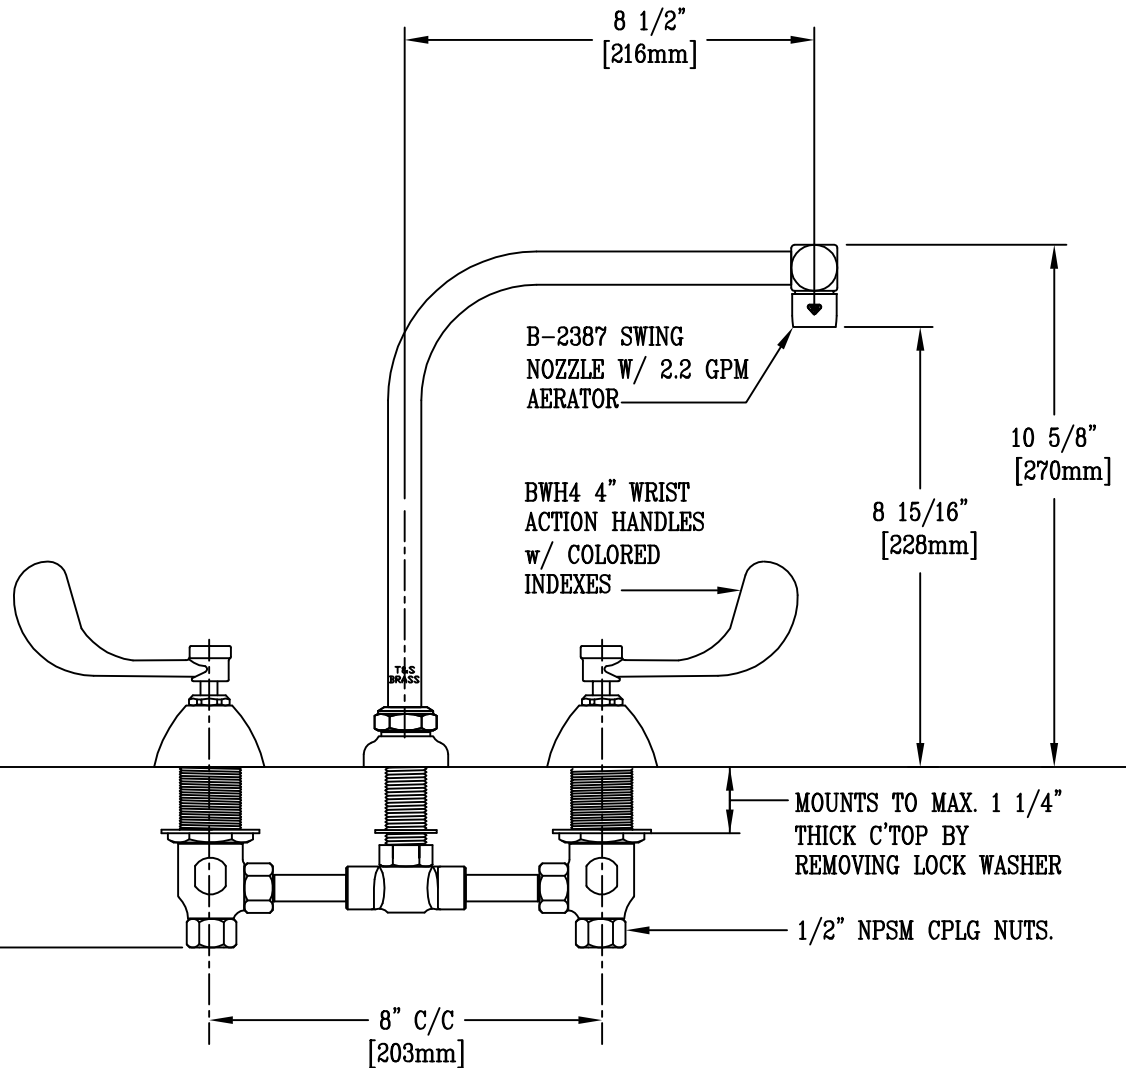 8 1/2"
[216mm]
B-2387 SWING
NOZZLE W/ 2.2 GPM
AERATOR
10 5/8"
[270mm]
BWH4 4" WRIST
ACTION HANDLES
w/ COLORED
INDEXES
8 15/16"
[228mm]
T&S
BRASS
MOUNTS TO MAX. 1 1/4"
THICK C'TOP BY
REMOVING LOCK WASHER
1/2" NPSM CPLG NUTS.
8" C/C
[203mm]